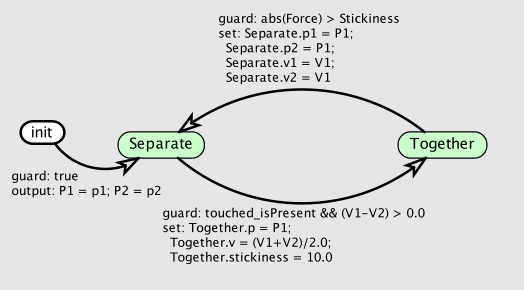 guard: abs(Force) > Stickiness
set: Separate.p1 = P1;
Separate.p2 = P1;
Separate.v1 = V1;
Separate.v2 = V1
init
Separate
Together
guard: true
output: P1 = p1; P2 = p2
guard: touched_isPresent && (V1-V2) > 0.0
set: Together.p = P1;
Together.v = (V1+V2)/2.0;
Together.stickiness = 10.0